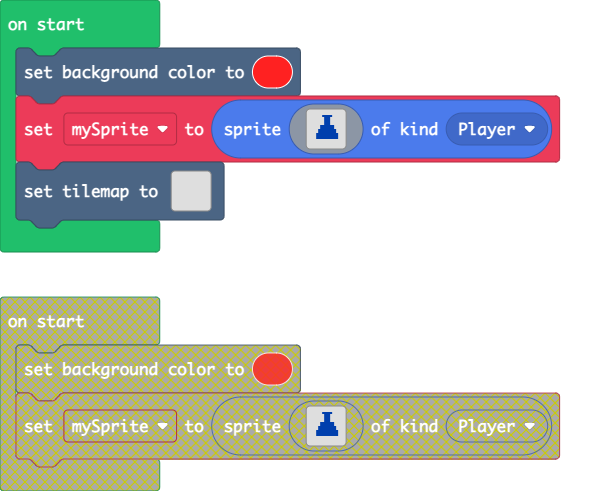 on start
set background color to
set mySprite to sprite of kind Player
set tilemap to
on start
set background color to
set mySprite to sprite of kind Player